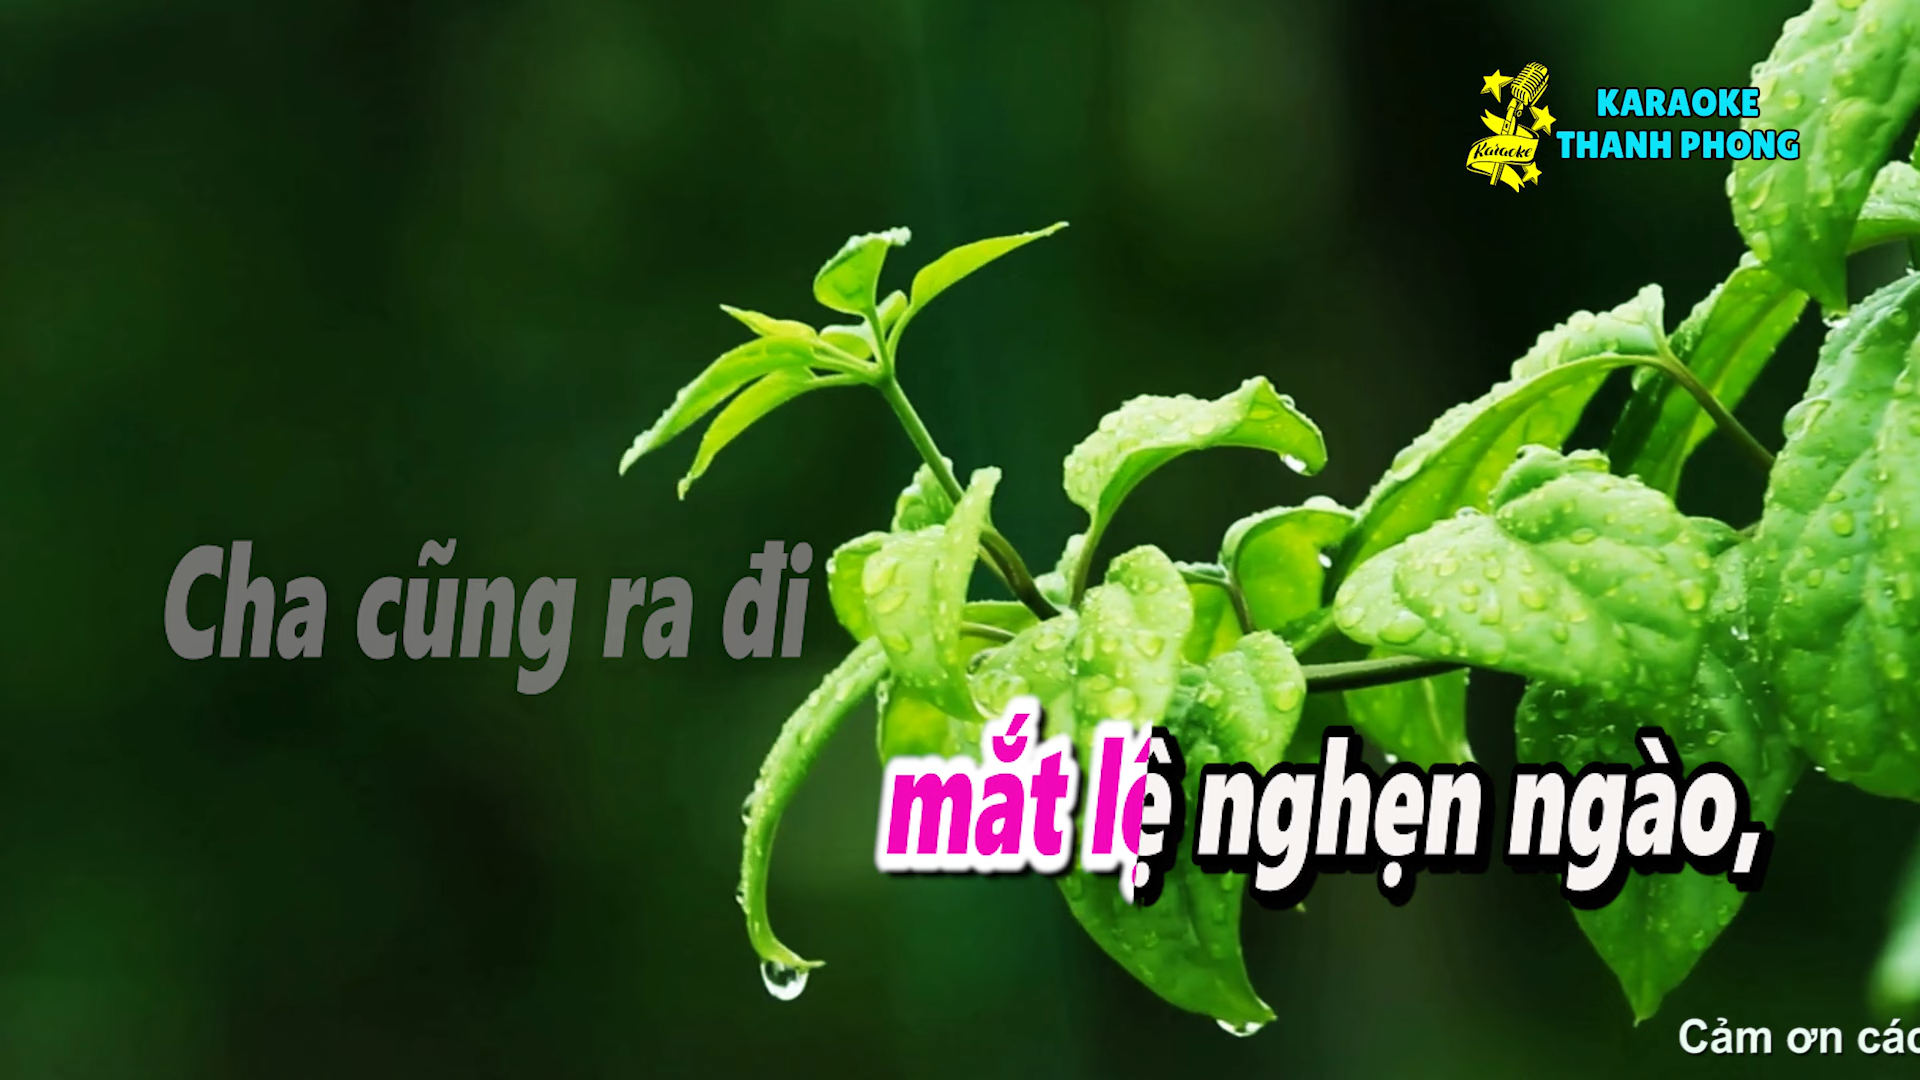 KARAOKE
THANH PHONG
Karaoke
Cha cũng ra đi
mắt lệ nghẹn ngào,
Cảm ơn các